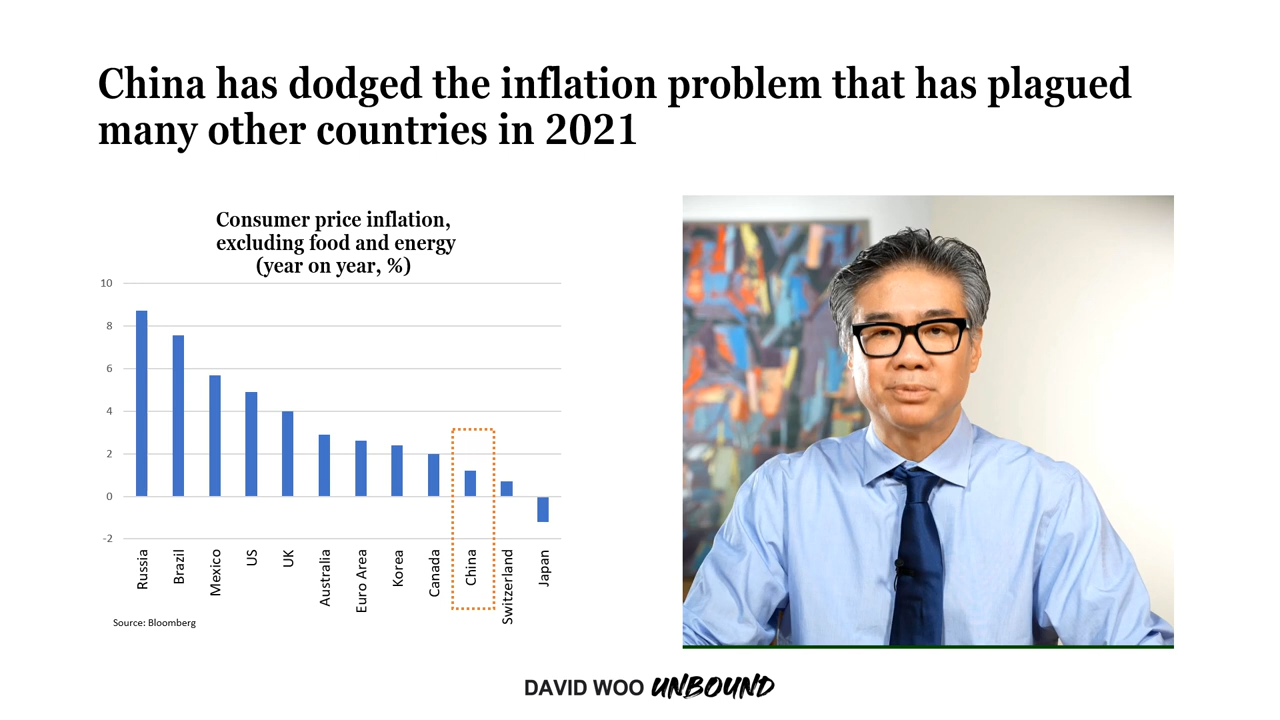 China has dodged the inflation problem that has plagued
many other countries in 2021
Consumer price inflation,
excluding food and energy
(year on year, %)
10
8
6
4
2
0
-2
Russia
Brazil
Mexico
US
UK
Australia
Euro Area
Korea
Canada
China
Switzerland
Japan
Source: Bloomberg
DAVID WOO UNBOUND